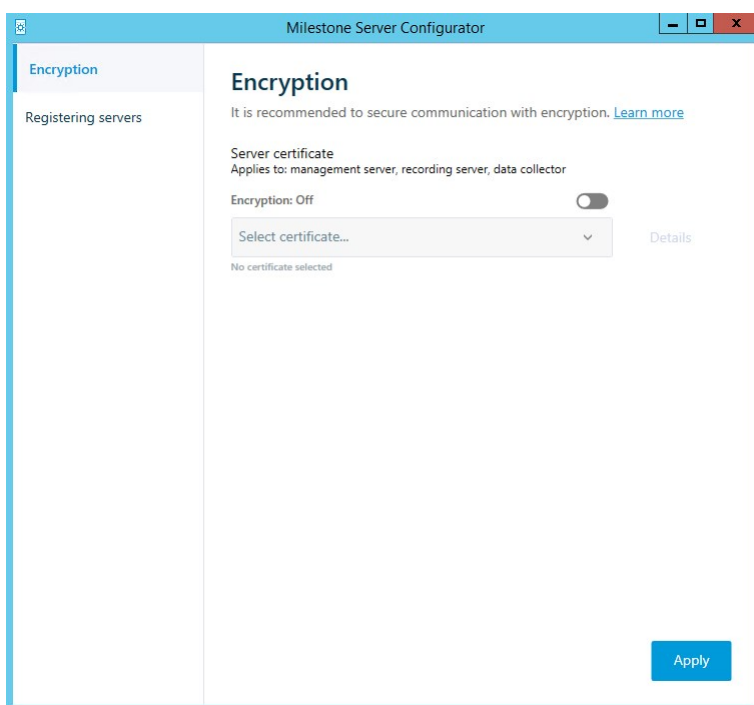 Milestone Server Configurator
Encryption
Registering servers
Encryption
It is recommended to secure communication with encryption. Learn more
Server certificate
Applies to: management server, recording server, data collector
Encryption: Off
Select certificate...
Details
No certificate selected
Apply